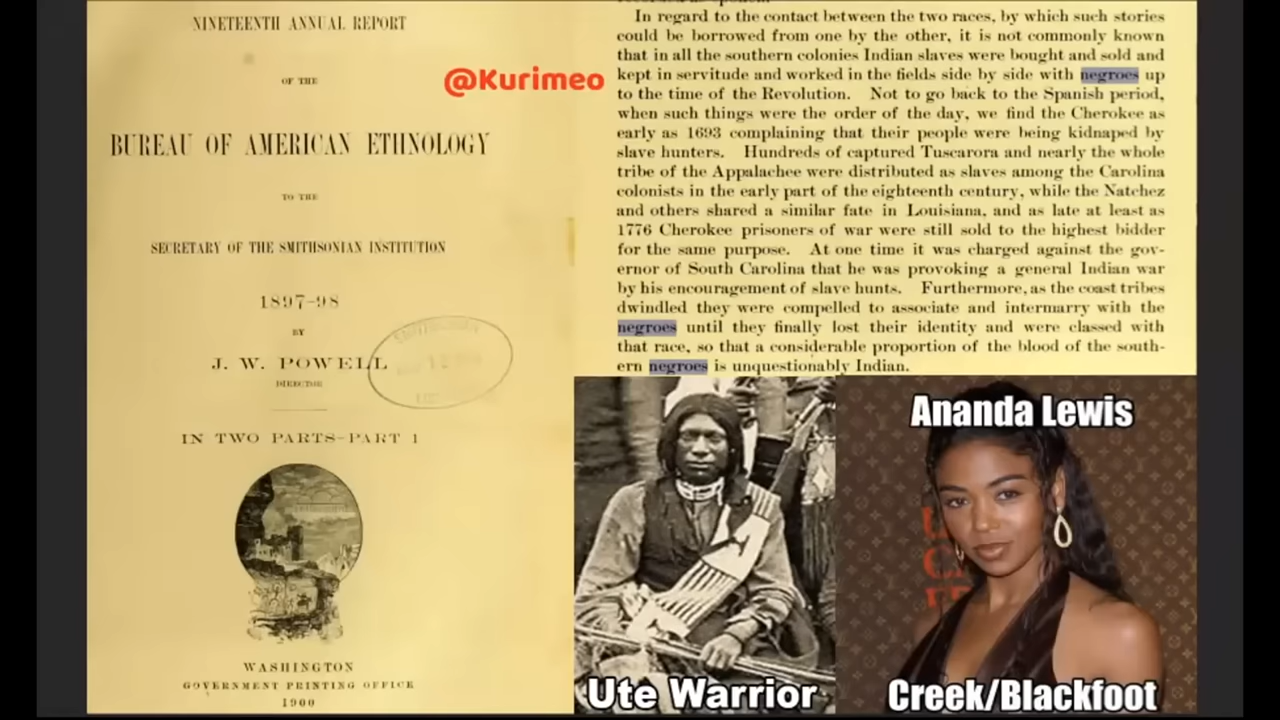 NINETEENTH ANNUAL REPORT
OF THE
BUREAU OF AMERICAN ETHNOLOGY
TO THE
SECRETARY OF THE SMITHSONIAN INSTITUTION
1897-98
BY
J. W. POWELL
DIRECTOR
IN TWO PARTS—PART 1
WASHINGTON
GOVERNMENT PRINTING OFFICE
1900
@Kurimeo
In regard to the contact between the two races, by which such stories
could be borrowed from one by the other, it is not commonly known
that in all the southern colonies Indian slaves were bought and sold and
kept in servitude and worked in the fields side by side with negroes up
to the time of the Revolution. Not to go back to the Spanish period,
when such things were the order of the day, we find the Cherokee as
early as 1693 complaining that their people were being kidnaped by
slave hunters. Hundreds of captured Tuscarora and nearly the whole
tribe of the Appalachee were distributed as slaves among the Carolina
colonists in the early part of the eighteenth century, while the Natchez
and others shared a similar fate in Louisiana, and as late at least as
1776 Cherokee prisoners of war were still sold to the highest bidder
for the same purpose. At one time it was charged against the gov-
ernor of South Carolina that he was provoking a general Indian war
by his encouragement of slave hunts. Furthermore, as the coast tribes
dwindled they were compelled to associate and intermarry with the
negroes until they finally lost their identity and were classed with
that race, so that a considerable proportion of the blood of the south-
ern negroes is unquestionably Indian.
Ute Warrior
Ananda Lewis
Creek/Blackfoot